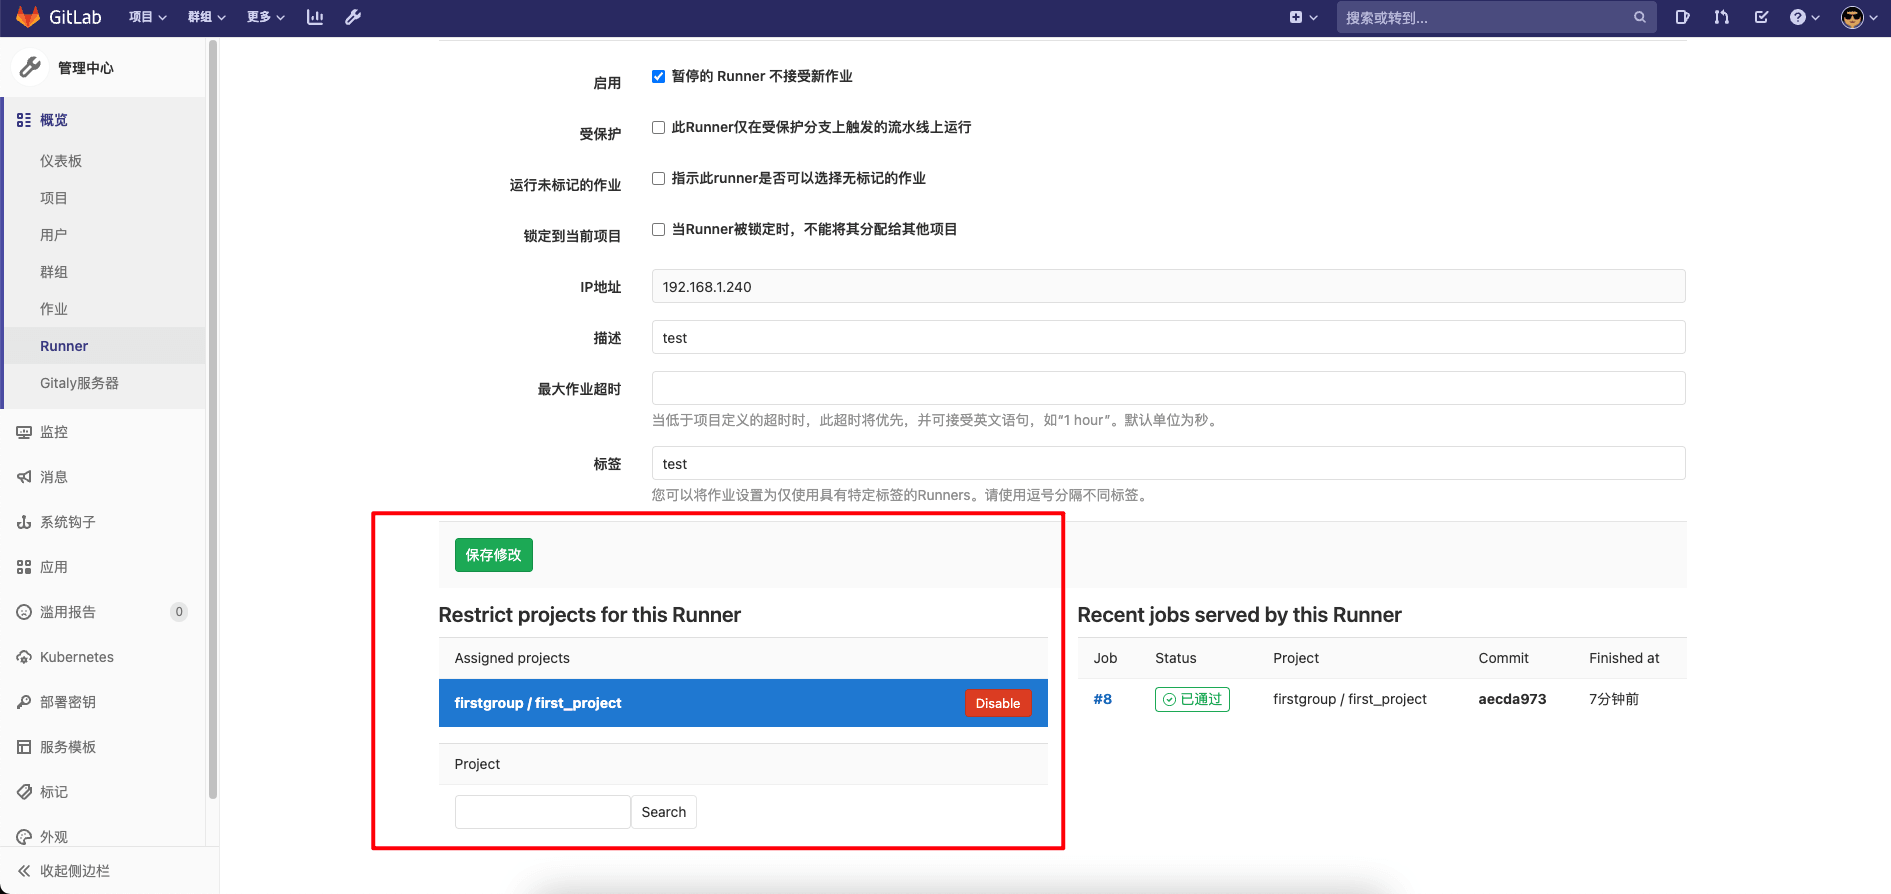 GitLab 项目 群组 更多 搜索或转到...
管理中心
概览
仪表板
项目
用户
群组
作业
Runner
Gitaly服务器
监控
消息
系统钩子
应用
滥用报告 0
Kubernetes
部署密钥
服务模板
标记
外观
收起侧边栏
启用 暂停的 Runner 不接受新作业
受保护 此Runner仅在受保护分支上触发的流水线上运行
运行未标记的作业 指示此runner是否可以选择无标记的作业
锁定到当前项目 当Runner被锁定时，不能将其分配给其他项目
IP地址 192.168.1.240
描述 test
最大作业超时
当低于项目定义的超时时，此超时将优先，并可接受英文语句，如“1 hour”。默认单位为秒。
标签 test
您可以将作业设置为仅使用具有特定标签的Runners。请使用逗号分隔不同标签。
保存修改
Restrict projects for this Runner
Assigned projects
firstgroup / first_project Disable
Project
Search
Recent jobs served by this Runner
Job Status Project Commit Finished at
#8 已通过 firstgroup / first_project aecda973 7分钟前